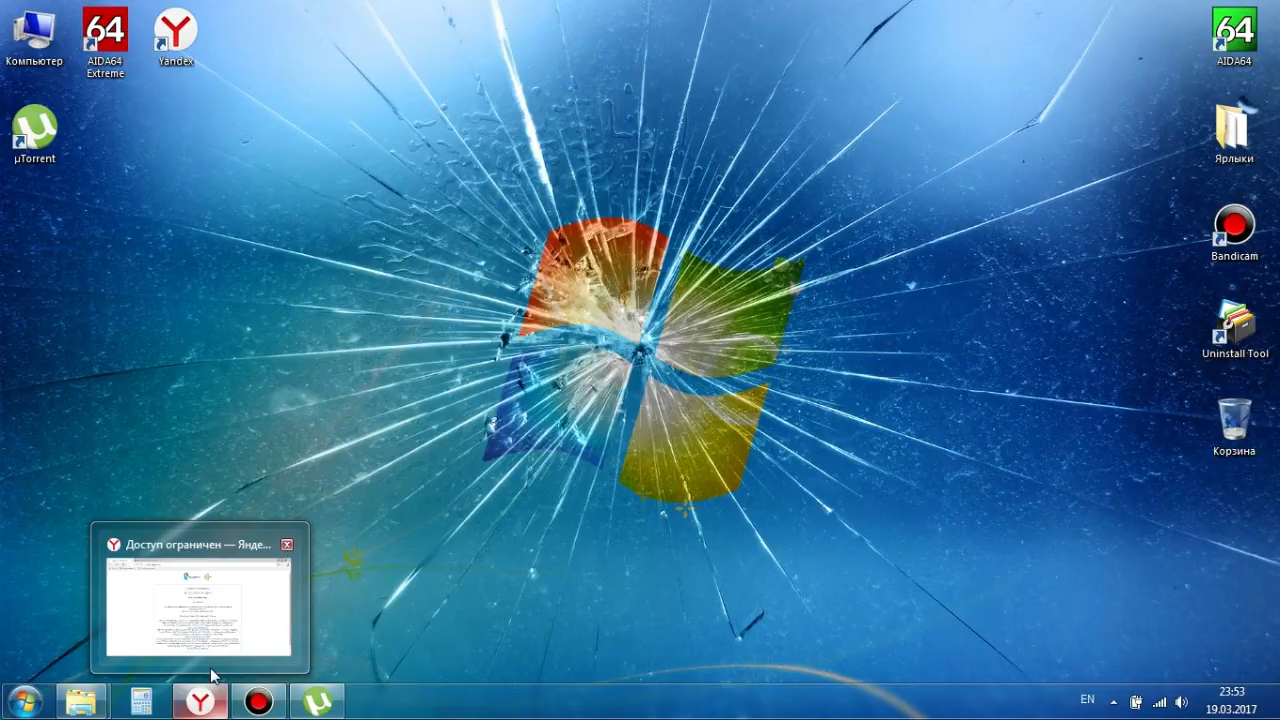 Компьютер
AIDA64
Extreme
Yandex
64
64
AIDA64
µTorrent
Ярлыки
Bandicam
Uninstall Tool
Корзина
Доступ ограничен — Янде...
EN
23:53
19.03.2017